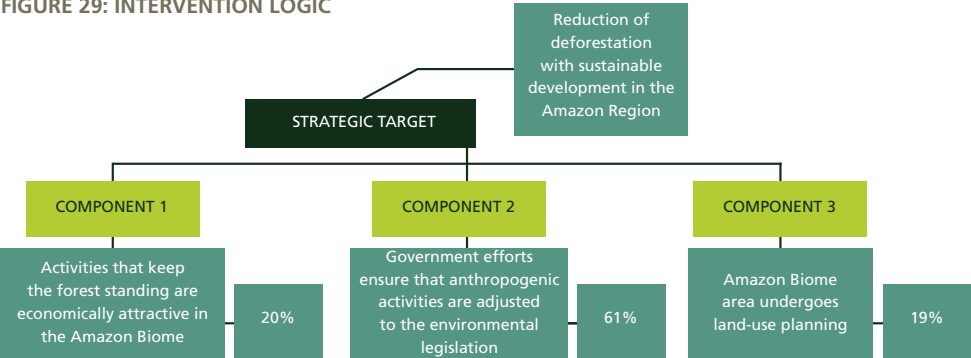 FIGURE 29: INTERVENTION LOGIC
Reduction of
deforestation
with sustainable
development in the
Amazon Region
STRATEGIC TARGET
COMPONENT 1
COMPONENT 2
COMPONENT 3
Activities that keep
the forest standing are
economically attractive in
the Amazon Biome
20%
Government efforts
ensure that anthropogenic
activities are adjusted
to the environmental
legislation
61%
Amazon Biome
area undergoes
land-use planning
19%